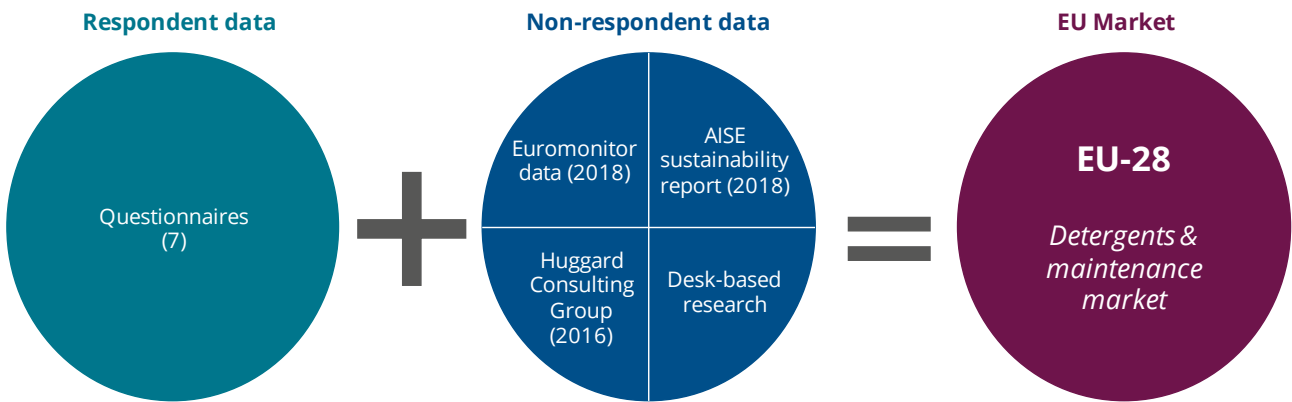 Respondent data
Non-respondent data
EU Market
Questionnaires
(7)
Euromonitor
data (2018)
AISE
sustainability
report (2018)
Huggard
Consulting
Group
(2016)
Desk-based
research
EU-28
Detergents &
maintenance
market